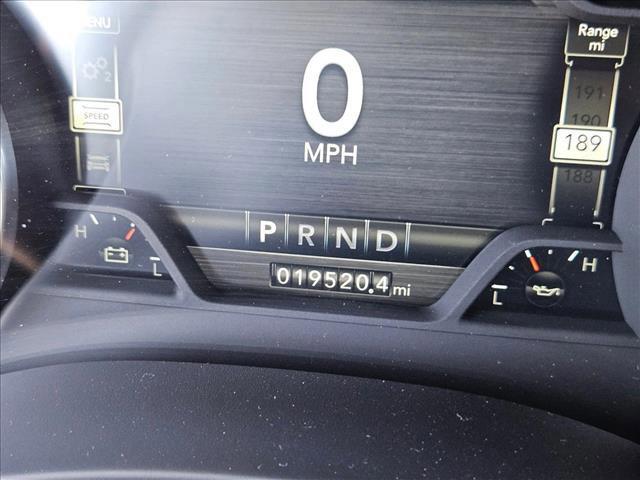 MENU
Range
mi
2
191
0
SPEED
190
189
MPH
188
P R N D
H
L
019520.4 mi
H
L